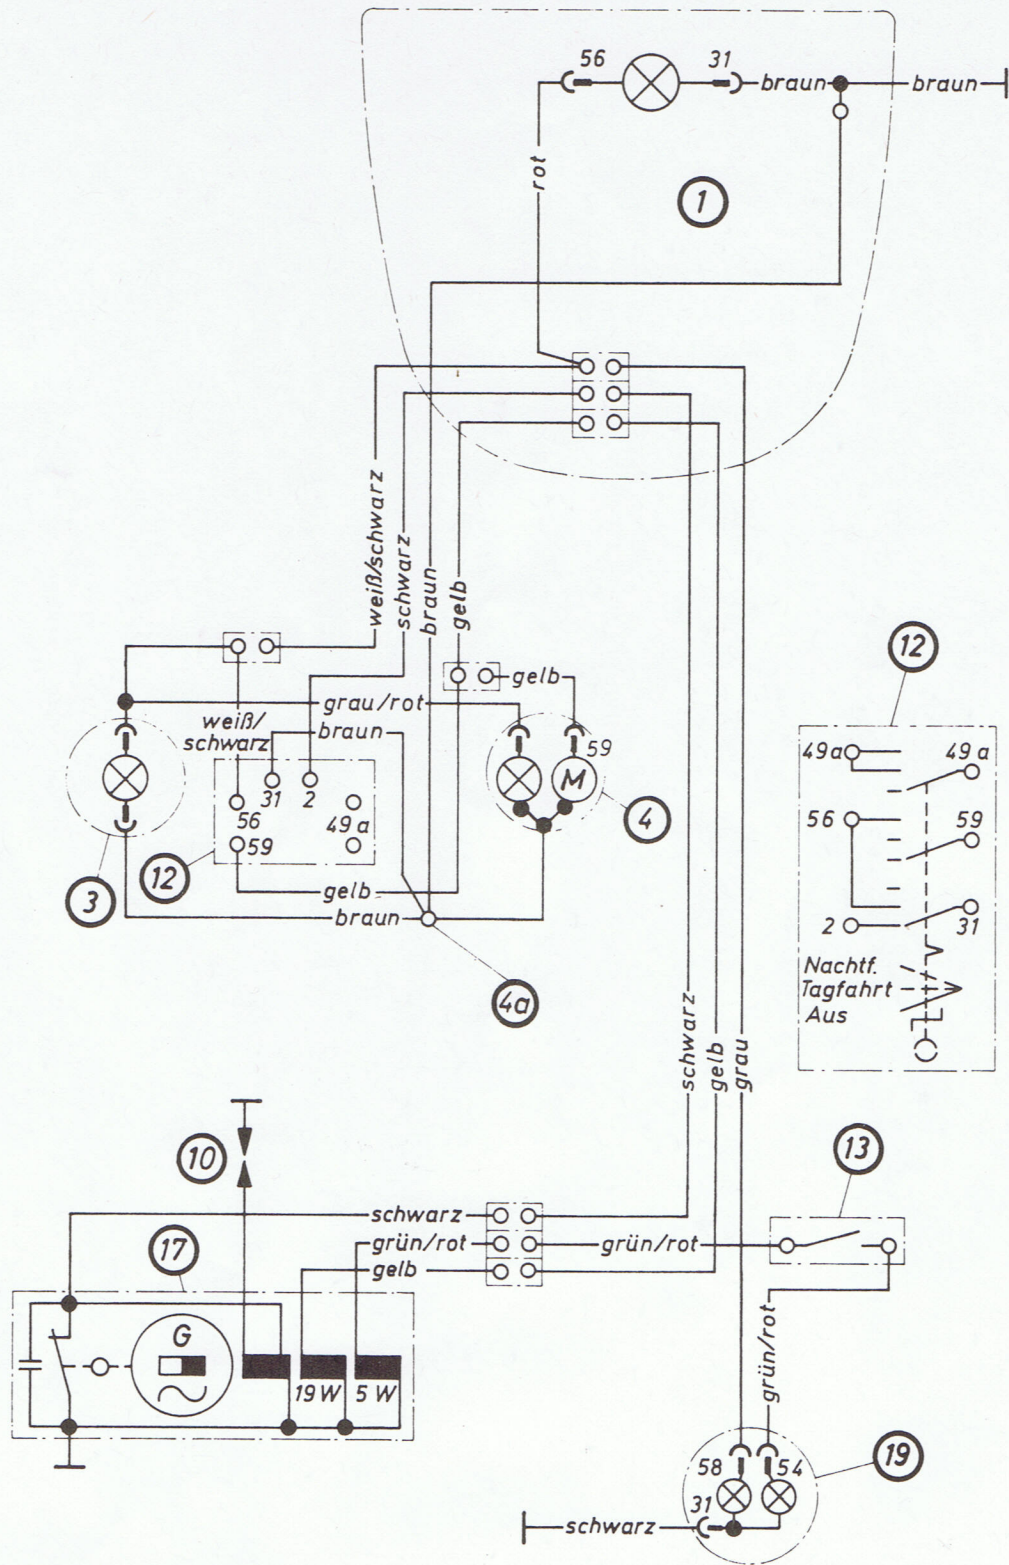 56
31
braun
braun
rot
1
weiß/schwarz
schwarz
braun
gelb
gelb
grau/rot
weiß/
schwarz
braun
59
M
31
2
56
49 a
59
12
3
4
gelb
braun
4a
12
49a
49 a
56
59
2
31
Nachtf.
Tagfahrt
Aus
schwarz
gelb
grau
10
13
schwarz
grün/rot
grün/rot
gelb
17
G
19 W
5 W
grün/rot
58
54
19
31
schwarz